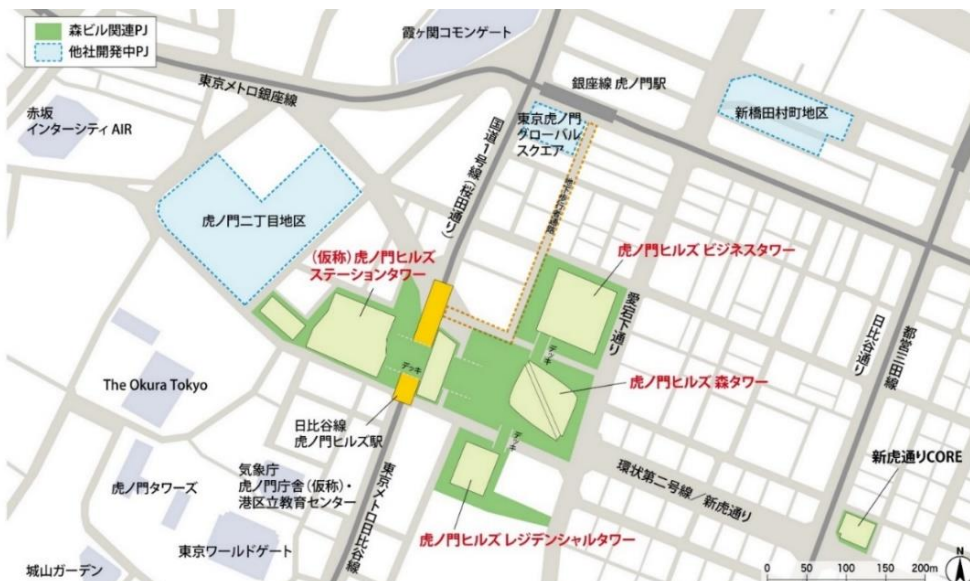 森ビル関連PJ
他社開発中PJ
霞ヶ関コモンゲート
東京メトロ銀座線
銀座線 虎ノ門駅
赤坂
インターシティ AIR
国道1号線(桜田通り)
東京虎ノ門
グローバル
スクエア
新橋田村町地区
地下歩行者通路
虎ノ門二丁目地区
(仮称)虎ノ門ヒルズ
ステーションタワー
虎ノ門ヒルズ ビジネスタワー
愛宕下通り
日比谷通り
都営三田線
デッキ
デッキ
The Okura Tokyo
虎ノ門ヒルズ 森タワー
日比谷線
虎ノ門ヒルズ駅
デッキ
新虎通りCORE
虎ノ門タワーズ
気象庁
虎ノ門庁舎(仮称)・
港区立教育センター
東京メトロ日比谷線
環状第二号線/新虎通り
虎ノ門ヒルズ レジデンシャルタワー
東京ワールドゲート
城山ガーデン
0 50 100 150 200m
N